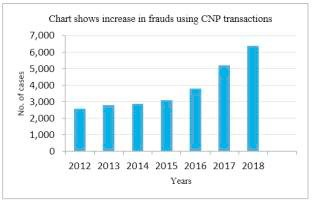 Chart shows increase in frauds using CNP transactions
7,000
6,000
5,000
4,000
3,000
2,000
1,000
0
No. of cases
2012 2013 2014 2015 2016 2017 2018
Years